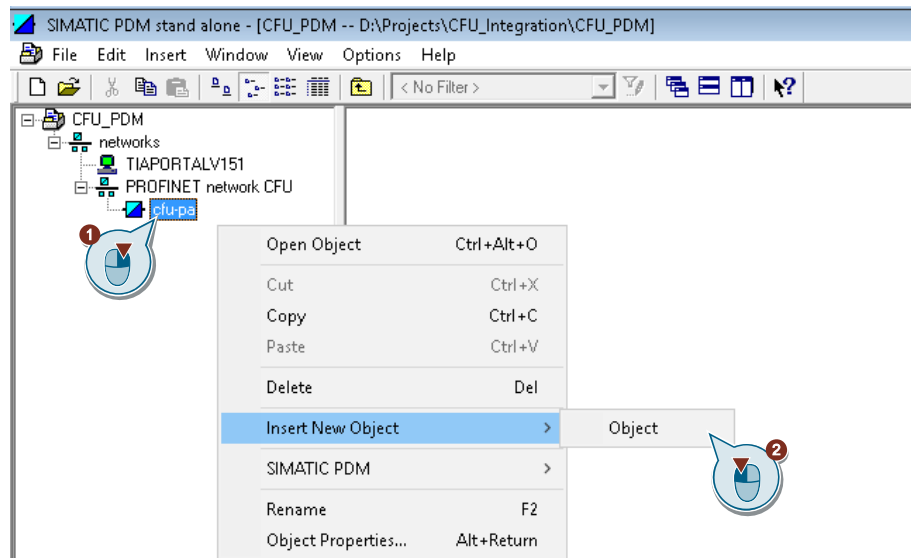 SIMATIC PDM stand alone - [CFU_PDM -- D:\Projects\CFU_Integration\CFU_PDM]
File Edit Insert Window View Options Help
< No Filter >
CFU_PDM
networks
TIAPORTALV151
PROFINET network CFU
cfu-pa
1
Open Object Ctrl+Alt+O
Cut Ctrl+X
Copy Ctrl+C
Paste Ctrl+V
Delete Del
Insert New Object > Object
2
SIMATIC PDM >
Rename F2
Object Properties... Alt+Return